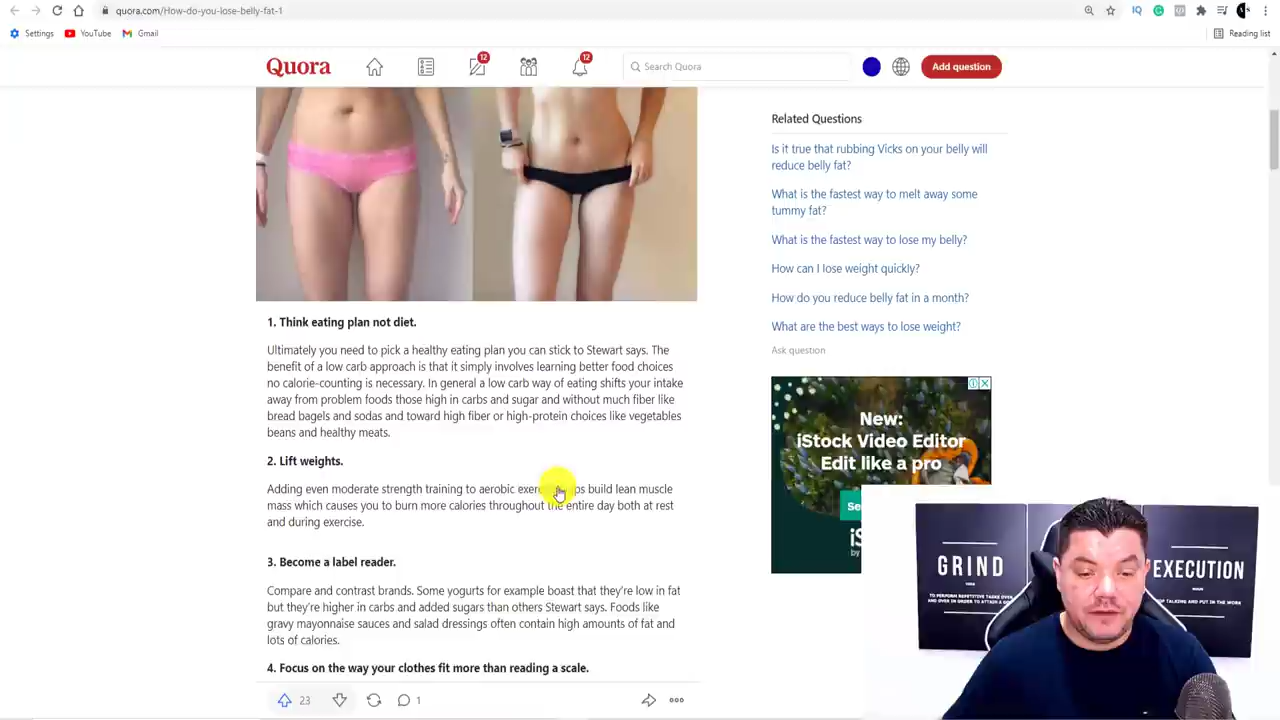 quora.com/How-do-you-lose-belly-fat-1
IQ
Settings
YouTube
Gmail
Reading list
Quora
12
12
Search Quora
Add question
Related Questions
Is it true that rubbing Vicks on your belly will
reduce belly fat?
What is the fastest way to melt away some
tummy fat?
What is the fastest way to lose my belly?
How can I lose weight quickly?
How do you reduce belly fat in a month?
What are the best ways to lose weight?
Ask question
1. Think eating plan not diet.
Ultimately you need to pick a healthy eating plan you can stick to Stewart says. The
benefit of a low carb approach is that it simply involves learning better food choices
no calorie-counting is necessary. In general a low carb way of eating shifts your intake
away from problem foods those high in carbs and sugar and without much fiber like
bread bagels and sodas and toward high fiber or high-protein choices like vegetables
beans and healthy meats.
2. Lift weights.
Adding even moderate strength training to aerobic build lean muscle
mass which causes you to burn more calories throughout the entire day both at rest
and during exercise.
3. Become a label reader.
Compare and contrast brands. Some yogurts for example boast that they're low in fat
but they're higher in carbs and added sugars than others Stewart says. Foods like
gravy mayonnaise sauces and salad dressings often contain high amounts of fat and
lots of calories.
4. Focus on the way your clothes fit more than reading a scale.
23
1
New:
iStock Video Editor
Edit like a pro
GRIND
EXECUTION